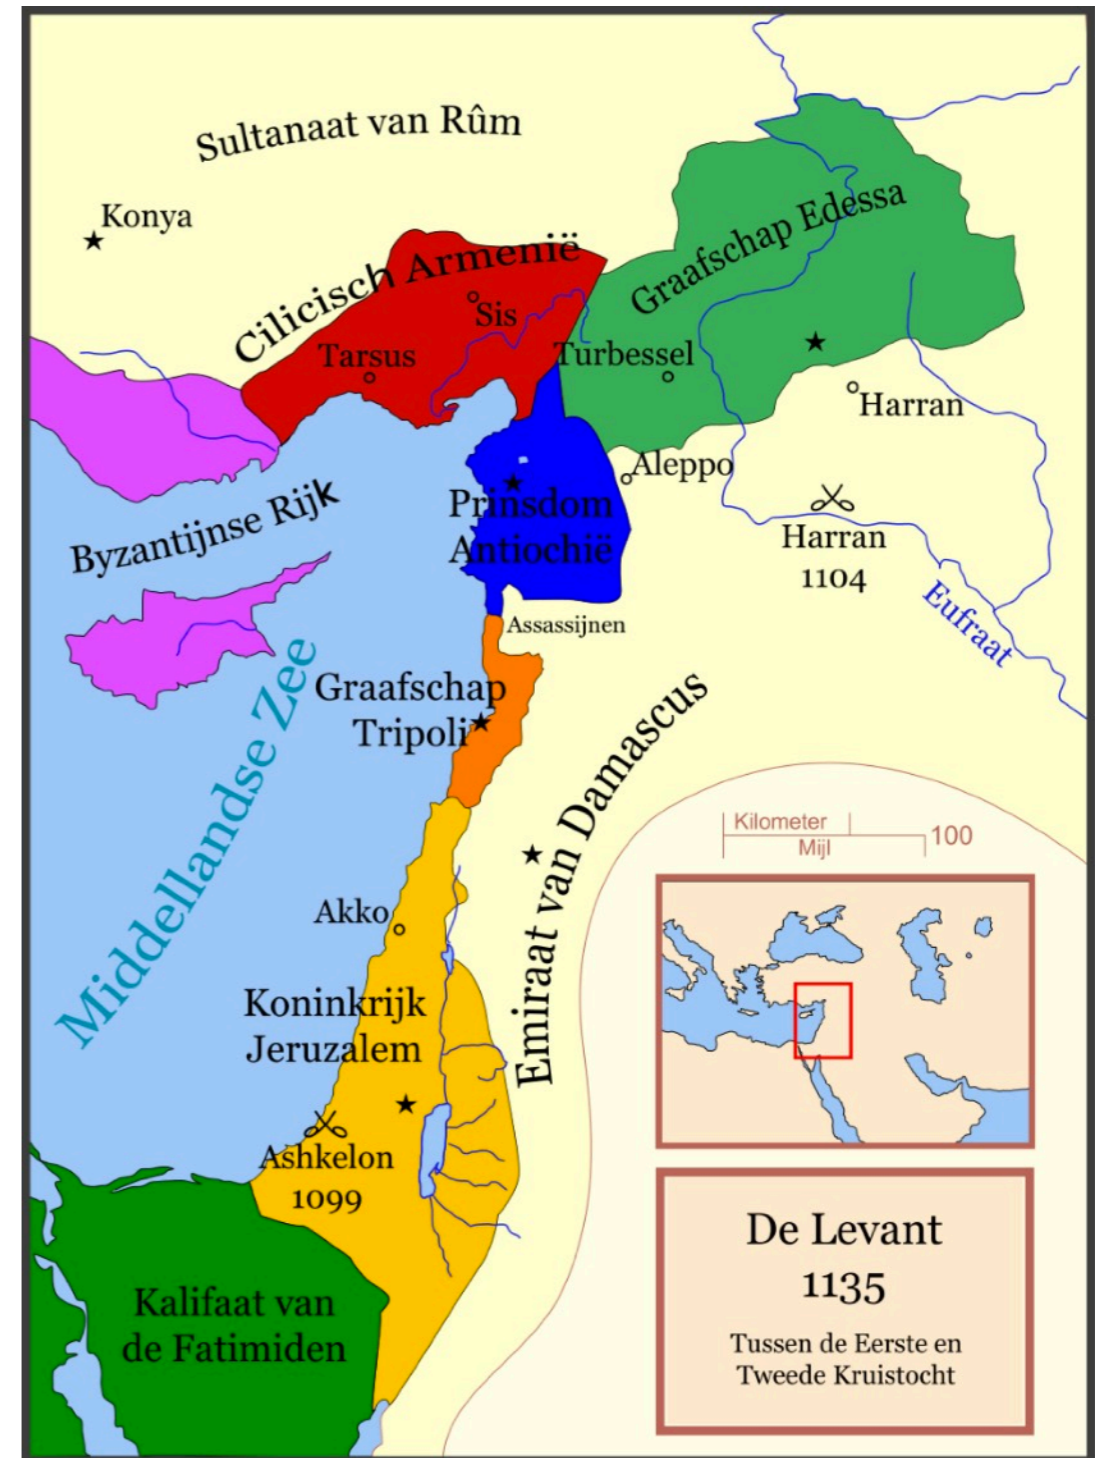 Sultanaat van Rûm
Konya
Cilicisch Armenië
Sis
Tarsus
Graafschap Edessa
Turbessel
Harran
Aleppo
Prinsdom
Antiochië
Harran
1104
Byzantijnse Rijk
Eufraat
Assassijnen
Graafschap
Tripoli
Middellandse Zee
Emiraat van Damascus
Kilometer
Mijl
100
Akko
Koninkrijk
Jeruzalem
Ashkelon
1099
Kalifaat van
de Fatimiden
De Levant
1135
Tussen de Eerste en
Tweede Kruistocht